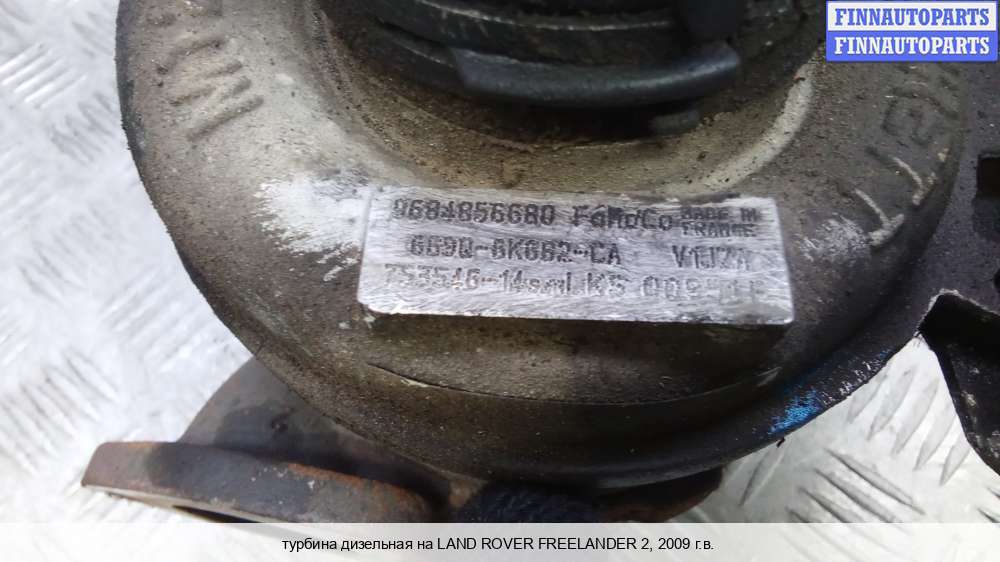 FINNAUTOPARTS
FINNAUTOPARTS
9684856680 FoMoCo MADE IN FRANCE
6G9Q-6K682-CA V1JZA
753546-14
турбина дизельная на LAND ROVER FREELANDER 2, 2009 г.в.